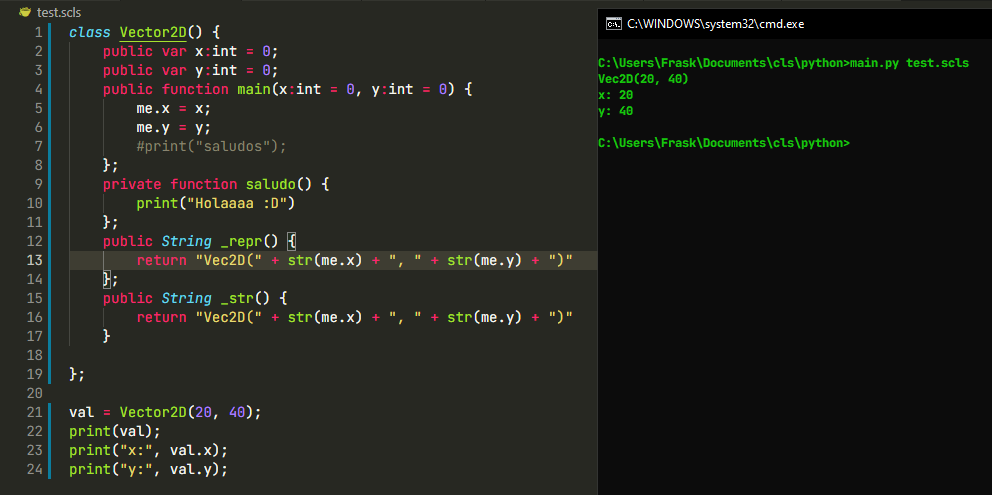 test.scls
1 class Vector2D() {
2     public var x:int = 0;
3     public var y:int = 0;
4     public function main(x:int = 0, y:int = 0) {
5         me.x = x;
6         me.y = y;
7         #print("saludos");
8     };
9     private function saludo() {
10         print("Holaaaa :D")
11     };
12     public String _repr() {
13         return "Vec2D(" + str(me.x) + ", " + str(me.y) + ")"
14     };
15     public String _str() {
16         return "Vec2D(" + str(me.x) + ", " + str(me.y) + ")"
17     }
18
19 };
20
21 val = Vector2D(20, 40);
22 print(val);
23 print("x:", val.x);
24 print("y:", val.y);
C:\WINDOWS\system32\cmd.exe
C:\Users\Frask\Documents\cls\python>main.py test.scls
Vec2D(20, 40)
x: 20
y: 40
C:\Users\Frask\Documents\cls\python>